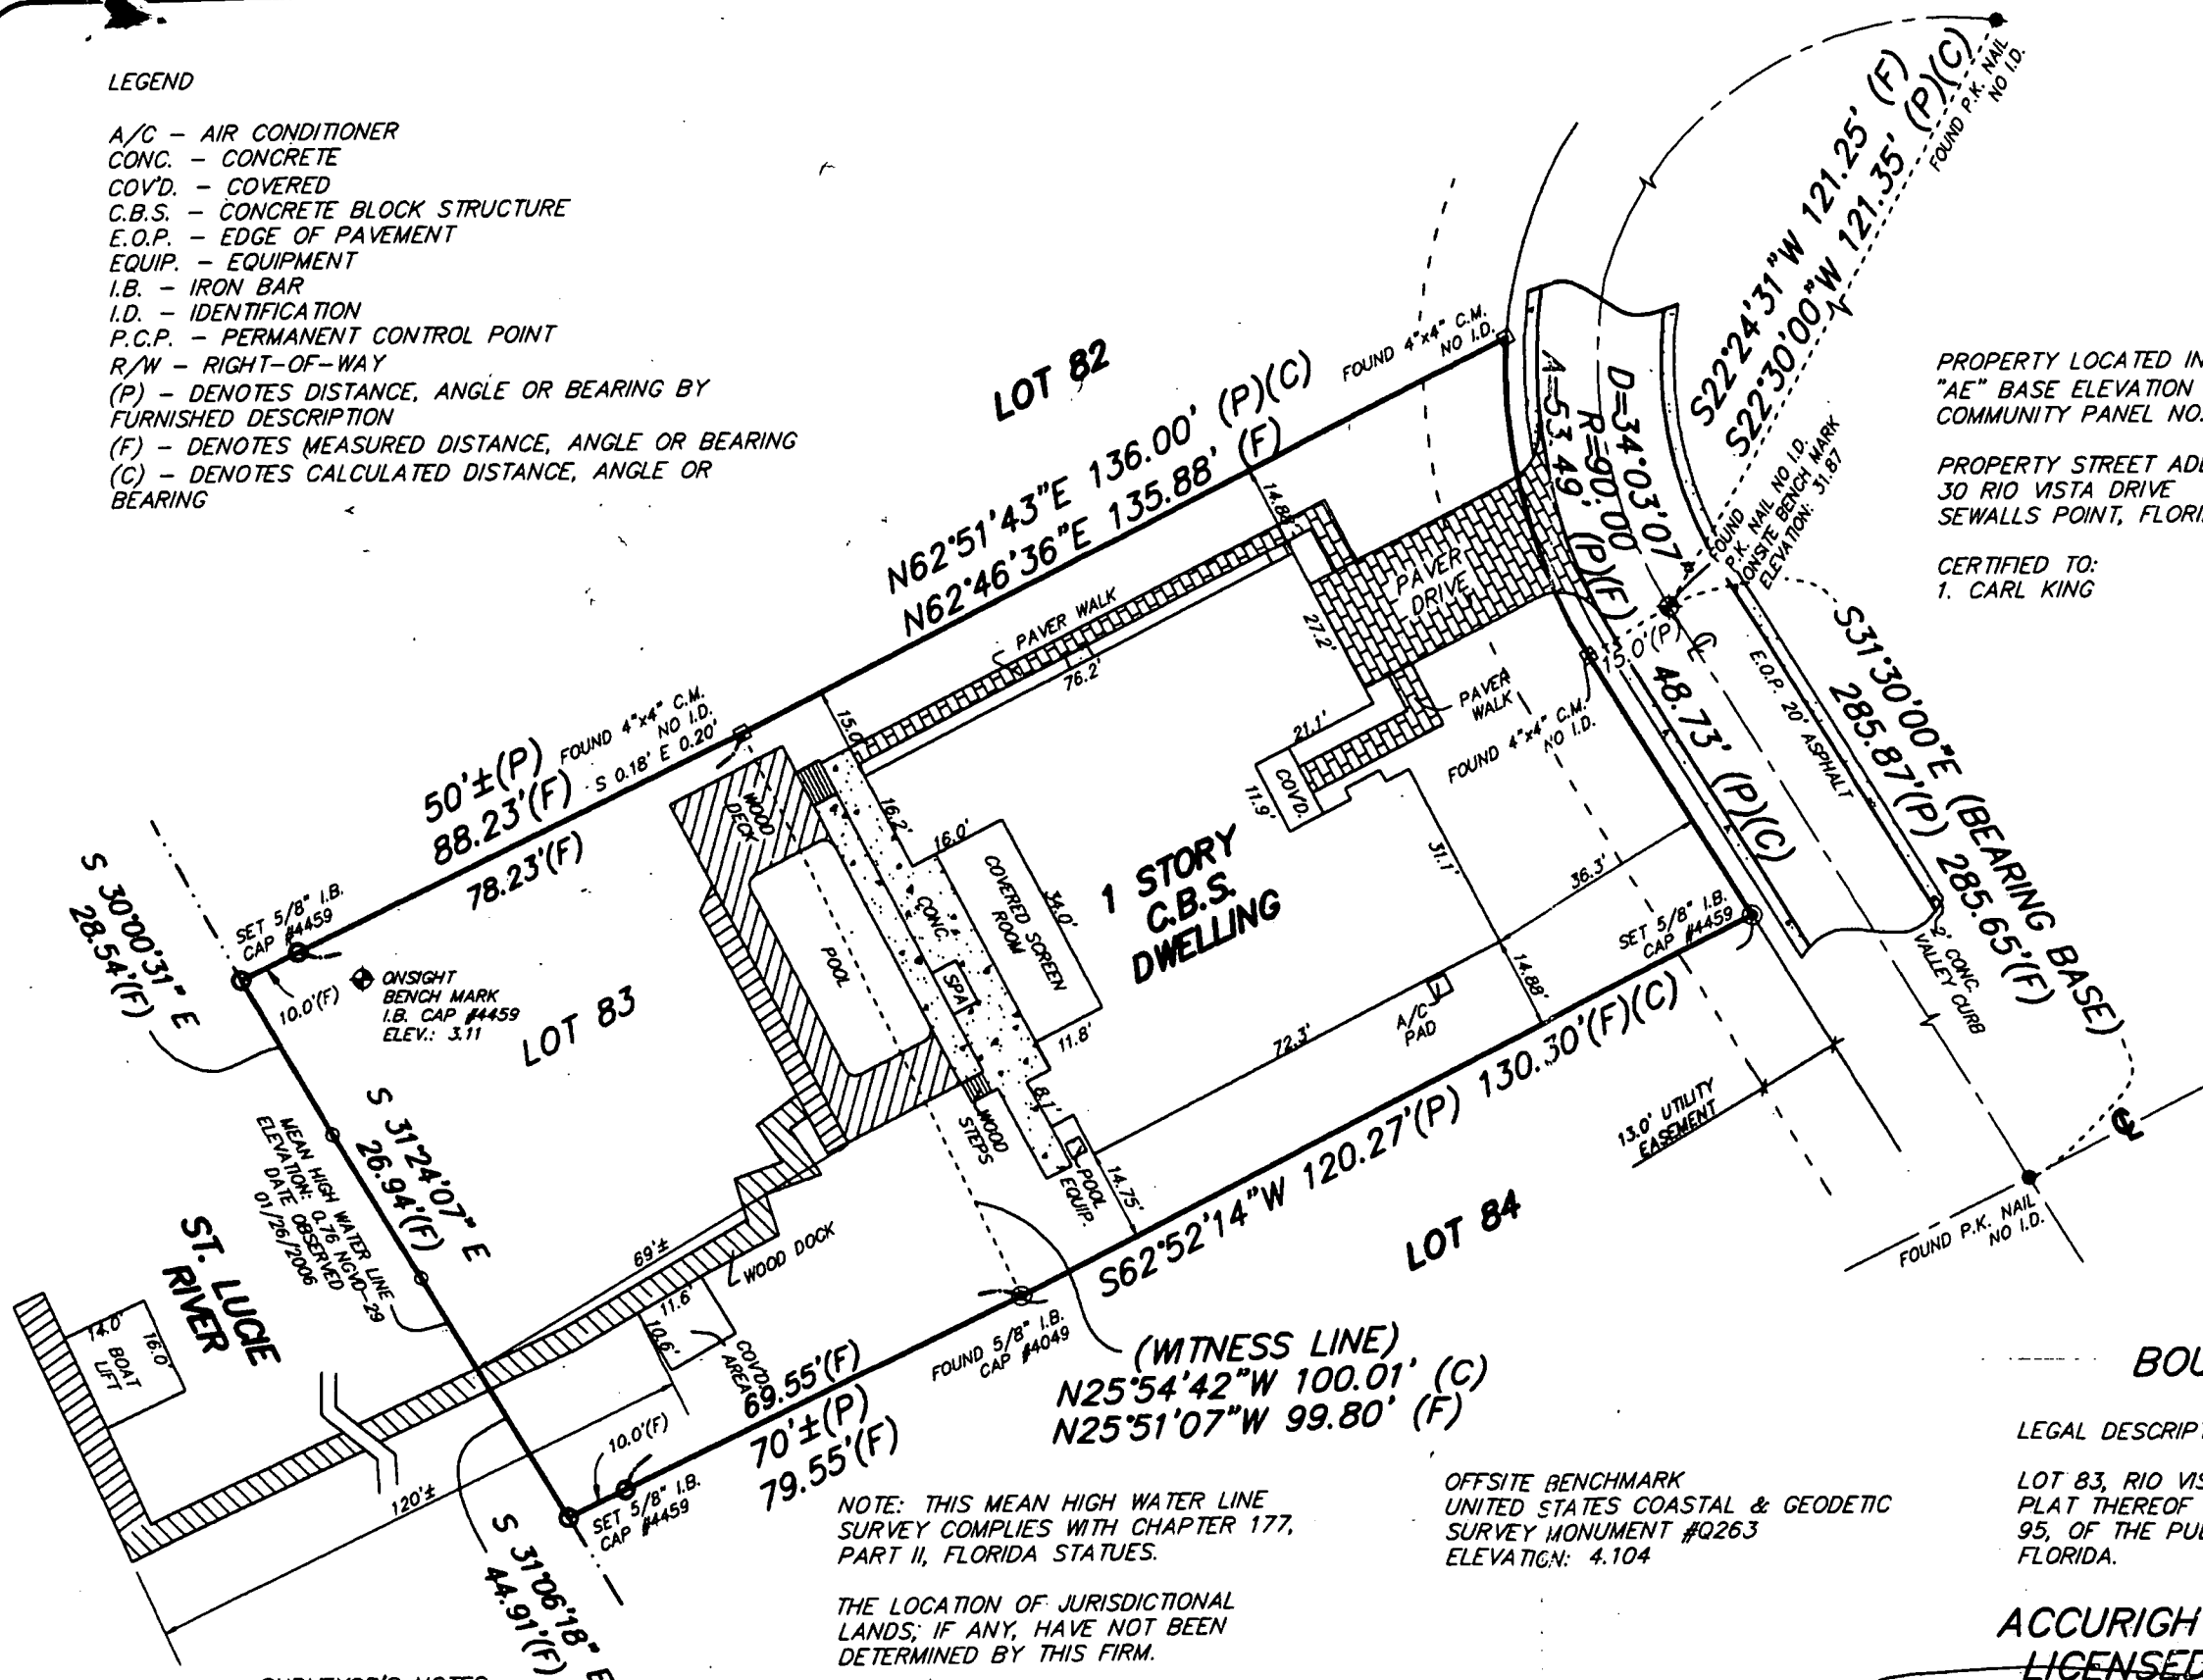 LEGEND
A/C - AIR CONDITIONER
CONC. - CONCRETE
COV'D. - COVERED
C.B.S. - CONCRETE BLOCK STRUCTURE
E.O.P. - EDGE OF PAVEMENT
EQUIP. - EQUIPMENT
I.B. - IRON BAR
I.D. - IDENTIFICATION
P.C.P. - PERMANENT CONTROL POINT
R/W - RIGHT-OF-WAY
(P) - DENOTES DISTANCE, ANGLE OR BEARING BY
FURNISHED DESCRIPTION
(F) - DENOTES MEASURED DISTANCE, ANGLE OR BEARING
(C) - DENOTES CALCULATED DISTANCE, ANGLE OR
BEARING
LOT 82
N62°51'43"E 136.00' (P)(C)
N62°46'36"E 135.88' (F)
FOUND 4"x4" C.M.
NO I.D.
S22°24'31"W 121.25' (F)
S22°30'00"W 121.35' (P)(C)
FOUND P.K. NAIL
NO I.D.
D=34°03'07"
R=90.00
A=53.49' (P)(F)
FOUND
P.K. NAIL NO I.D.
ONSITE BENCH MARK
ELEVATION: 31.87
PROPERTY LOCATED IN
"AE" BASE ELEVATION
COMMUNITY PANEL NO.
PROPERTY STREET ADD
30 RIO VISTA DRIVE
SEWALLS POINT, FLORI
CERTIFIED TO:
1. CARL KING
14.88'
PAVER
DRIVE
PAVER WALK
76.2'
27.2'
15.0'(P)
48.73' (P)(C)
E.O.P. 20' ASPHALT
S31°30'00"E (BEARING BASE)
285.87'(P) 285.65'(F)
2' CONC.
VALLEY CURB
PAVER
WALK
FOUND 4"x4" C.M.
NO I.D.
21.1'
COV'D.
11.9'
31.1'
36.3'
50'±(P)
88.23'(F)
78.23'(F)
FOUND 4"x4" C.M.
NO I.D.
S 0.18' E 0.20'
15.0'
WOOD
DECK
16.2'
16.0'
COVERED SCREEN
ROOM
34.0'
11.8'
CONC.
SPA
POOL
1 STORY
C.B.S.
DWELLING
SET 5/8" I.B.
CAP #4459
14.88'
A/C
PAD
72.3'
S 30°00'31" E
28.54'(F)
SET 5/8" I.B.
CAP #4459
10.0'(F)
ONSIGHT
BENCH MARK
I.B. CAP #4459
ELEV.: 3.11
LOT 83
S 31°24'07" E
26.94'(F)
MEAN HIGH WATER LINE
ELEVATION: 0.76 NGVD-29
DATE OBSERVED
01/26/2006
ST. LUCIE
RIVER
8.1'
WOOD
STEPS
POOL
EQUIP.
14.75'
S62°52'14"W 120.27'(P) 130.30'(F)(C)
13.0' UTILITY
EASEMENT
LOT 84
FOUND P.K. NAIL
NO I.D.
69'±
WOOD DOCK
11.6'
10.6'
COV'D
AREA
14.0'
16.0'
BOAT
LIFT
120'±
69.55'(F)
70'±(P)
79.55'(F)
FOUND 5/8" I.B.
CAP #4049
(WITNESS LINE)
N25°54'42"W 100.01' (C)
N25°51'07"W 99.80' (F)
10.0'(F)
SET 5/8" I.B.
CAP #4459
S 31°06'18" E
44.91'(F)
NOTE: THIS MEAN HIGH WATER LINE
SURVEY COMPLIES WITH CHAPTER 177,
PART II, FLORIDA STATUES.
THE LOCATION OF JURISDICTIONAL
LANDS; IF ANY, HAVE NOT BEEN
DETERMINED BY THIS FIRM.
OFFSITE BENCHMARK
UNITED STATES COASTAL & GEODETIC
SURVEY MONUMENT #Q263
ELEVATION: 4.104
BOU
LEGAL DESCRIPT
LOT 83, RIO VIS
PLAT THEREOF
95, OF THE PUB
FLORIDA.
ACCURIGH
LICENSED
SURVEYOR'S NOTES